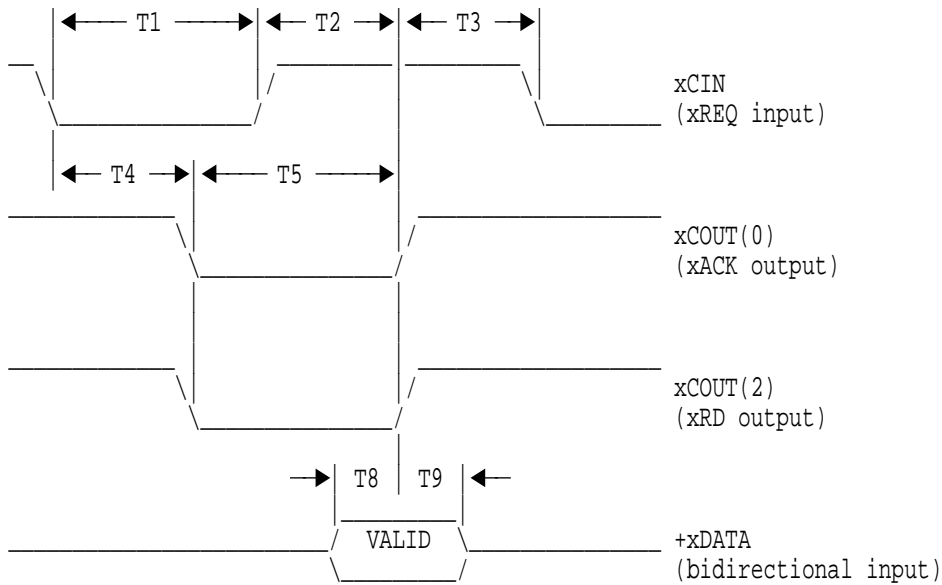 T1 T2 T3
xCIN
(xREQ input)
T4 T5
xCOUT(0)
(xACK output)
xCOUT(2)
(xRD output)
T8 T9
VALID +xDATA
(bidirectional input)